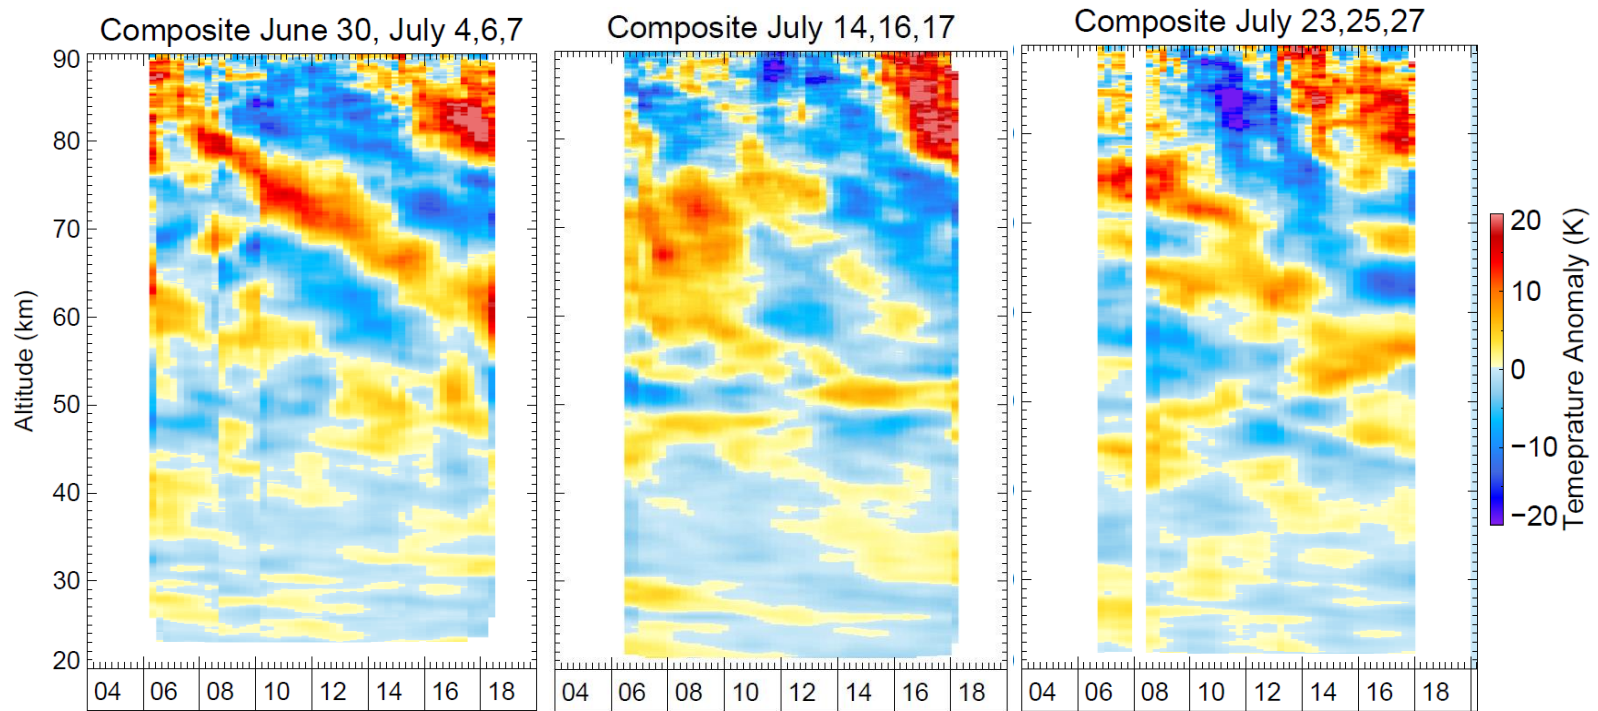 Composite June 30, July 4,6,7
Composite July 14,16,17
Composite July 23,25,27
90
80
70
60
50
40
30
20
Altitude (km)
04 06 08 10 12 14 16 18
04 06 08 10 12 14 16 18
04 06 08 10 12 14 16 18
20
10
0
−10
−20
Temeprature Anomaly (K)